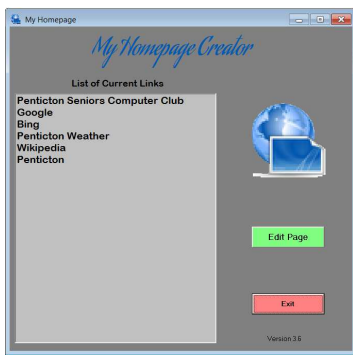 My Homepage
My Homepage Creator
List of Current Links
Penticton Seniors Computer Club
Google
Bing
Penticton Weather
Wikipedia
Penticton
Edit Page
Exit
Version 3.6